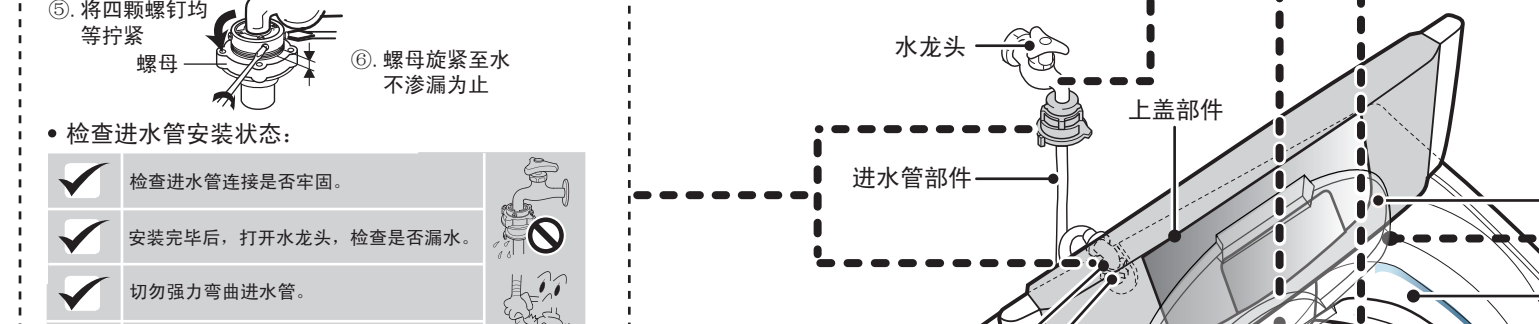 ⑤. 将四颗螺钉均
等拧紧
螺母
⑥. 螺母旋紧至水
不渗漏为止
• 检查进水管安装状态：
检查进水管连接是否牢固。
安装完毕后，打开水龙头，检查是否漏水。
切勿强力弯曲进水管。
水龙头
上盖部件
进水管部件